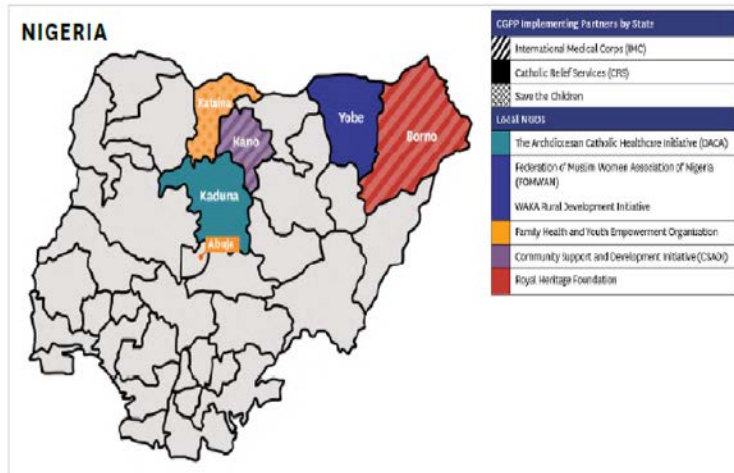 NIGERIA
Katsina
Kano
Yobe
Borno
Kaduna
Abuja
CGPP Implementing Partners by State
International Medical Corps (IMC)
Catholic Relief Services (CRS)
Save the Children
Local NGOs
The Archdiocesan Catholic Healthcare Initiative (DACA)
Federation of Muslim Women Association of Nigeria
(FOMWAN)
WAKA Rural Development Initiative
Family Health and Youth Empowerment Organization
Community Support and Development Initiative (CSADI)
Royal Heritage Foundation